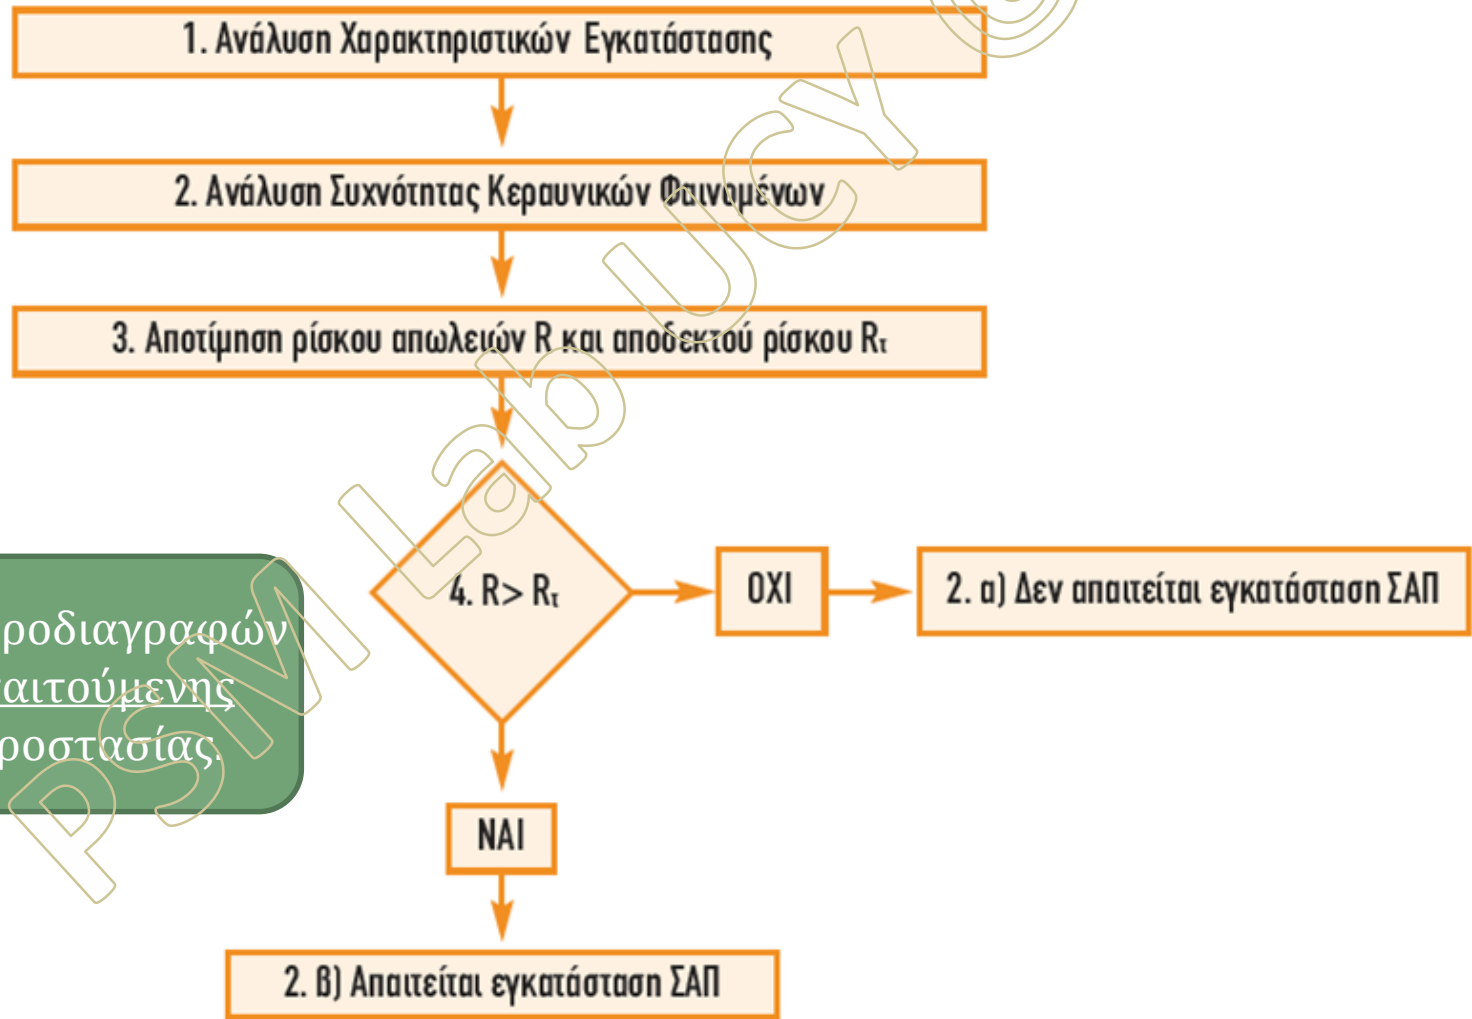 1. Ανάλυση Χαρακτηριστικών Εγκατάστασης
2. Ανάλυση Συχνότητας Κεραυνικών Φαινομένων
3. Αποτίμηση ρίσκου απωλειών R και αποδεκτού ρίσκου Rτ
4. R> Rτ
ΟΧΙ
2. α) Δεν απαιτείται εγκατάσταση ΣΑΠ
ροδιαγραφών
αιτούμενης
ροστασίας.
ΝΑΙ
2. β) Απαιτείται εγκατάσταση ΣΑΠ
PSM Lab UCY